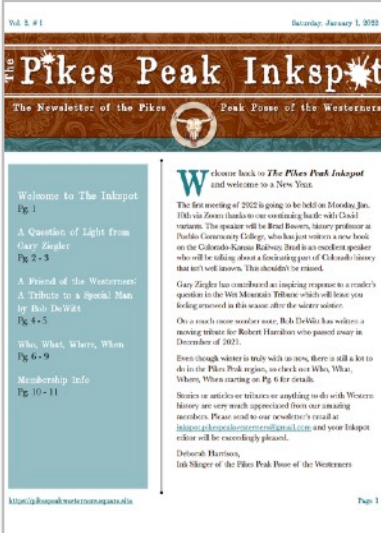 Vol. 2, # 1
Saturday, January 1, 2022
The Pikes Peak Inkspot
The Newsletter of the Pikes Peak Posse of the Westerners
Welcome to The Inkspot
Pg. 1
A Question of Light from
Gary Ziegler
Pg. 2 - 3
A Friend of the Westerners:
A Tribute to a Special Man
by Bob DeWitt
Pg. 4 - 5
Who, What, Where, When
Pg. 6 - 9
Membership Info
Pg. 10 - 11
Welcome back to The Pikes Peak Inkspot
and welcome to a New Year.
The first meeting of 2022 is going to be held on Monday, Jan.
10th via Zoom thanks to our continuing battle with Covid
variants. The speaker will be Brad Bowers, history professor at
Pueblo Community College, who has just written a new book
on the Colorado-Kansas Railway. Brad is an excellent speaker
who will be talking about a fascinating part of Colorado history
that isn't well known. This shouldn't be missed.
Gary Ziegler has contributed an inspiring response to a reader's
question in the Wet Mountain Tribune which will leave you
feeling renewed in this season after the winter solstice.
On a much more somber note, Bob DeWitt has written a
moving tribute for Robert Hamilton who passed away in
December of 2021.
Even though winter is truly with us now, there is still a lot to
do in the Pikes Peak region, so check out Who, What,
Where, When starting on Pg. 6 for details.
Stories or articles or tributes or anything to do with Western
history are very much appreciated from our amazing
members. Please send to our newsletter's email at
inkspot.pikespeakwesterners@gmail.com and your Inkspot
editor will be exceedingly pleased.
Deborah Harrison,
Ink Slinger of the Pikes Peak Posse of the Westerners
https://pikespeakwesterners.square.site
Page 1